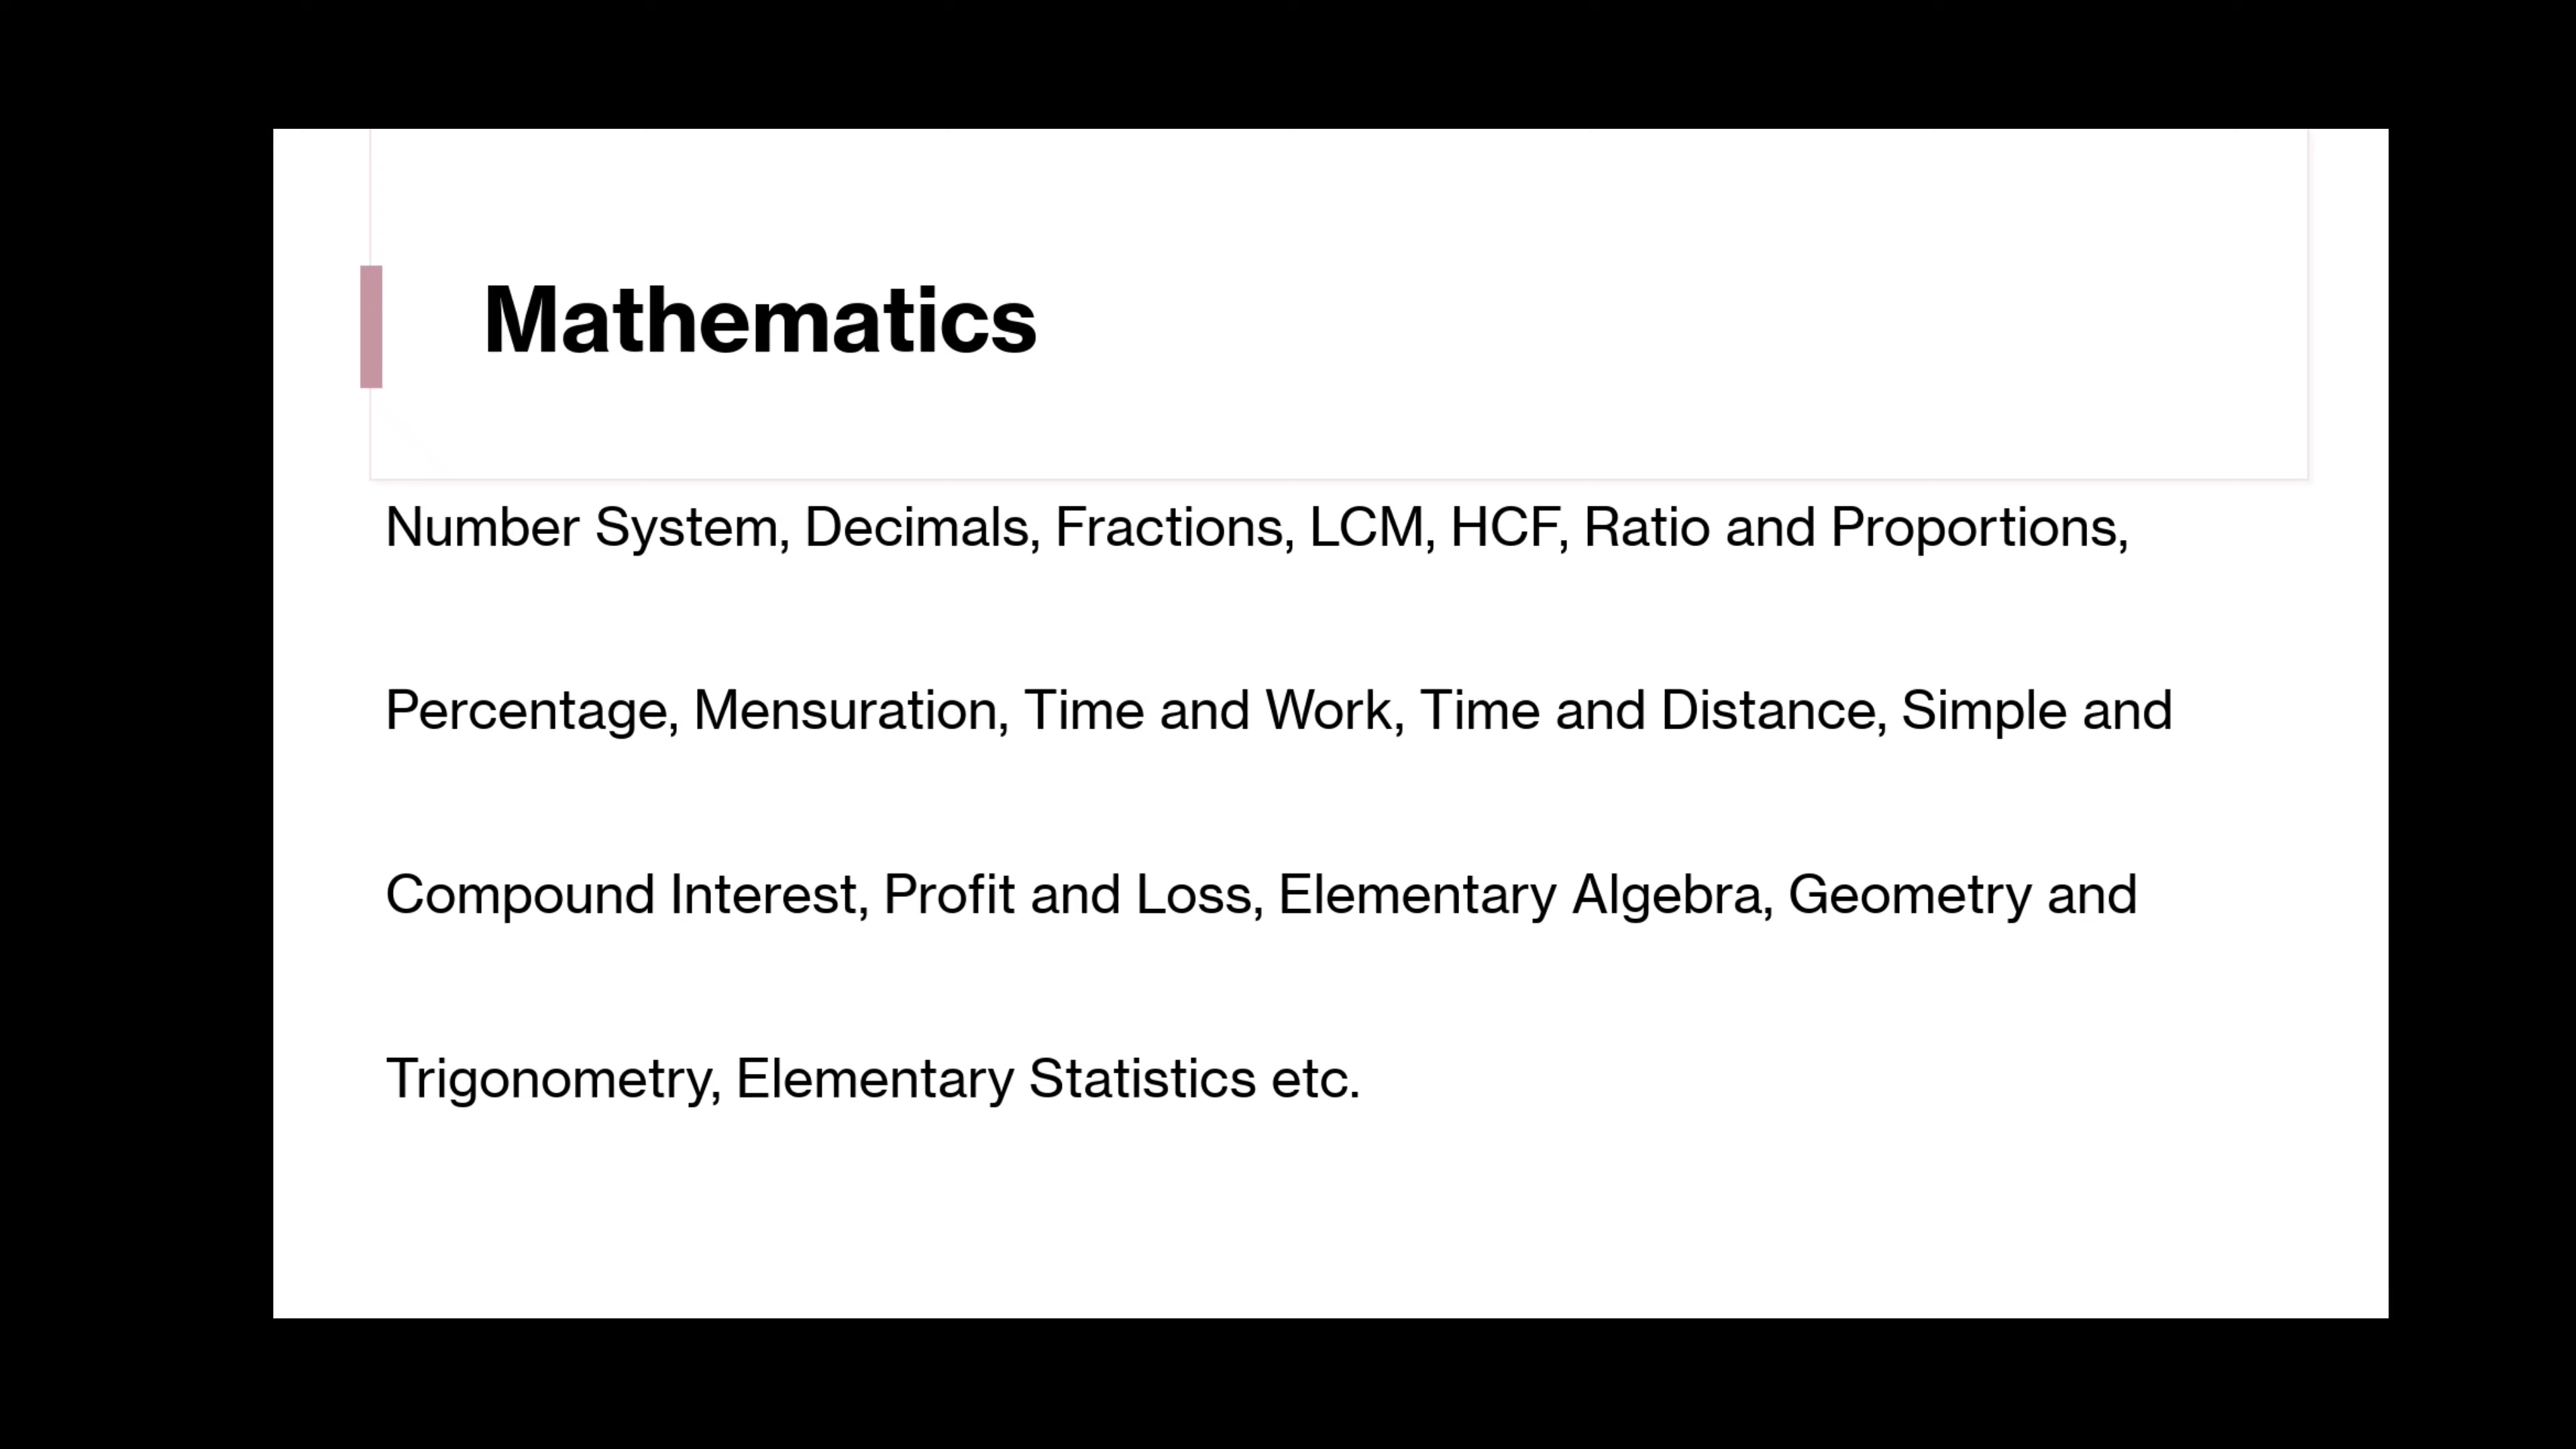 Mathematics
Number System, Decimals, Fractions, LCM, HCF, Ratio and Proportions,
Percentage, Mensuration, Time and Work, Time and Distance, Simple and
Compound Interest, Profit and Loss, Elementary Algebra, Geometry and
Trigonometry, Elementary Statistics etc.